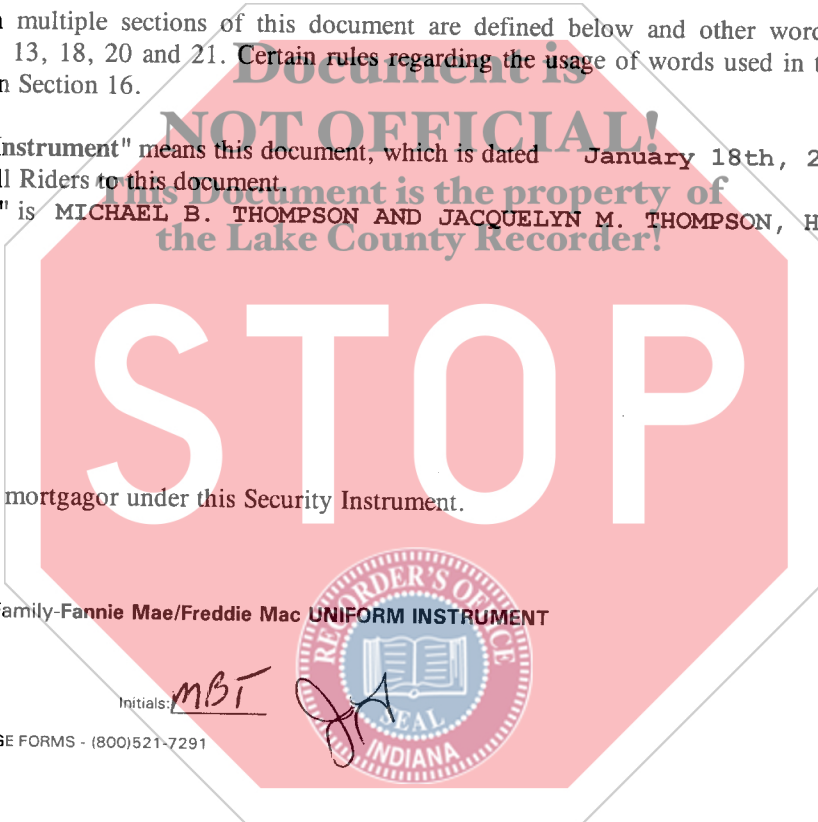 multiple sections of this document are defined below and other
13, 18, 20 and 21. Certain rules regarding the usage of words used in
Section 16.
Document is
NOT OFFICIAL!
Instrument" means this document, which is dated January 18th, 2
ll Riders to this document.
This Document is the property of
" is MICHAEL B. THOMPSON AND JACQUELYN M. THOMPSON, H
the Lake County Recorder!
STOP
mortgagor under this Security Instrument.
amily-Fannie Mae/Freddie Mac UNIFORM INSTRUMENT
RECORDER'S OFFICE
Initials: MBT
SEAL
INDIANA
GE FORMS - (800)521-7291